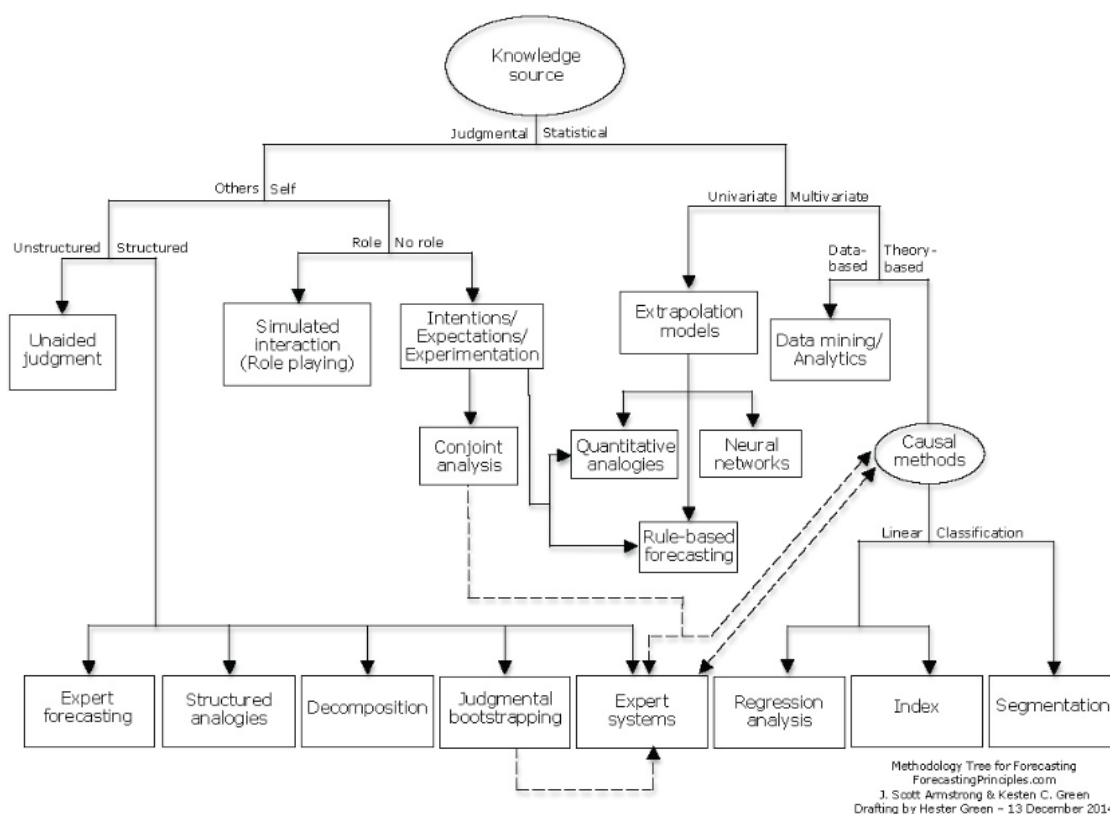 Knowledge
source
Judgmental Statistical
Others Self
Univariate Multivariate
Unstructured Structured
Role No role
Data-
based
Theory-
based
Unaided
judgment
Simulated
interaction
(Role playing)
Intentions/
Expectations/
Experimentation
Extrapolation
models
Data mining/
Analytics
Conjoint
analysis
Quantitative
analogies
Neural
networks
Causal
methods
Rule-based
forecasting
Linear Classification
Expert
forecasting
Structured
analogies
Decomposition
Judgmental
bootstrapping
Expert
systems
Regression
analysis
Index
Segmentation
Methodology Tree for Forecasting
ForecastingPrinciples.com
J. Scott Armstrong & Kesten C. Green
Drafting by Hester Green – 13 December 2014